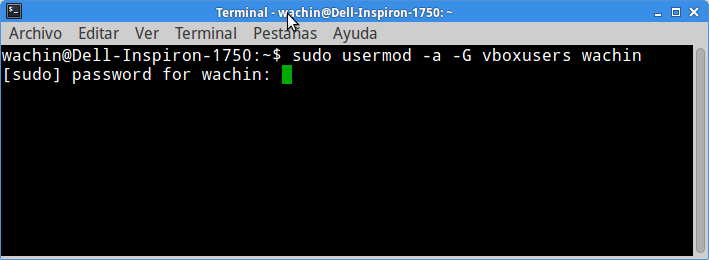 Terminal - wachin@Dell-Inspiron-1750: ~
Archivo Editar Ver Terminal Pestañas Ayuda
wachin@Dell-Inspiron-1750:~$ sudo usermod -a -G vboxusers wachin
[sudo] password for wachin: